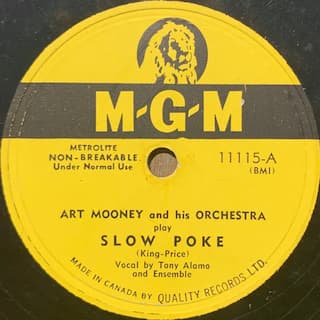 M-G-M
METROLITE
NON-BREAKABLE
Under Normal Use
11115-A
(BMI)
ART MOONEY and his ORCHESTRA
play
SLOW POKE
(King-Price)
Vocal by Tony Alamo
and Ensemble
MADE IN CANADA BY QUALITY RECORDS LTD.